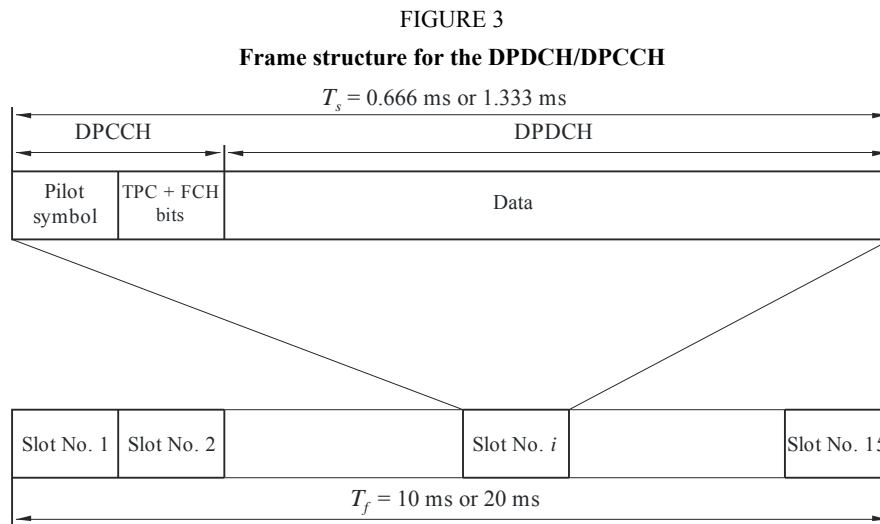 FIGURE 3
Frame structure for the DPDCH/DPCCH
T_s = 0.666 ms or 1.333 ms
DPCCH DPDCH
Pilot symbol TPC + FCH bits Data
Slot No. 1 Slot No. 2 Slot No. i Slot No. 15
T_f = 10 ms or 20 ms